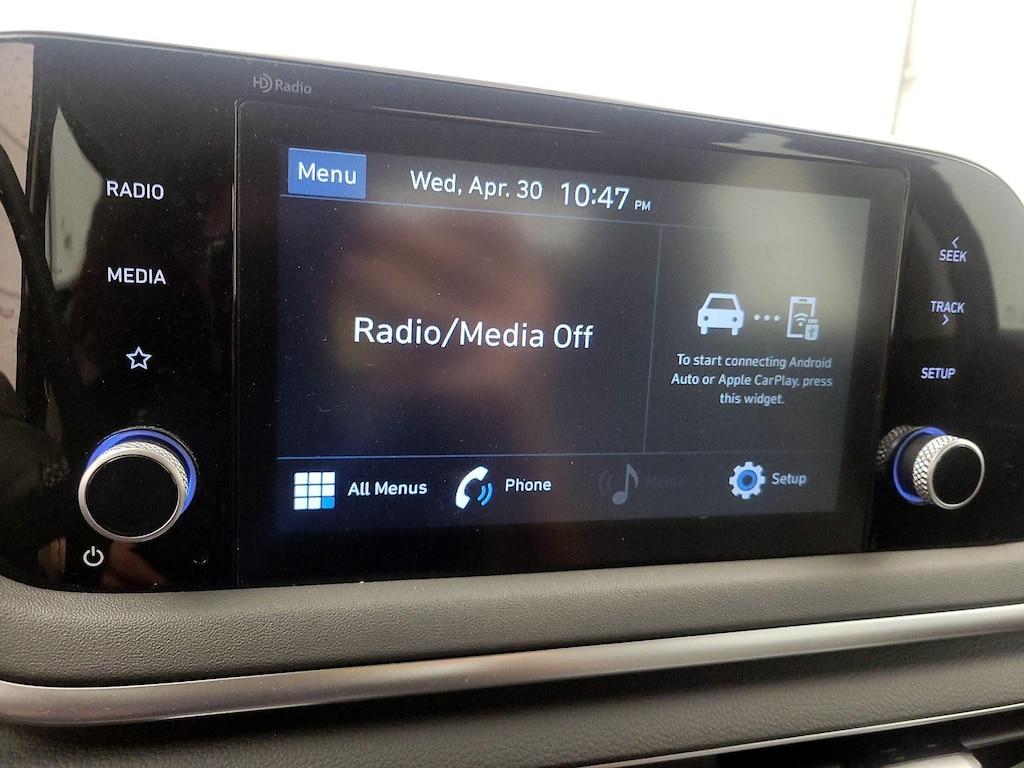 HD Radio
RADIO
MEDIA
Menu
Wed, Apr. 30 10:47 PM
Radio/Media Off
To start connecting Android
Auto or Apple CarPlay, press
this widget.
All Menus
Phone
Media
Setup
< SEEK
TRACK >
SETUP